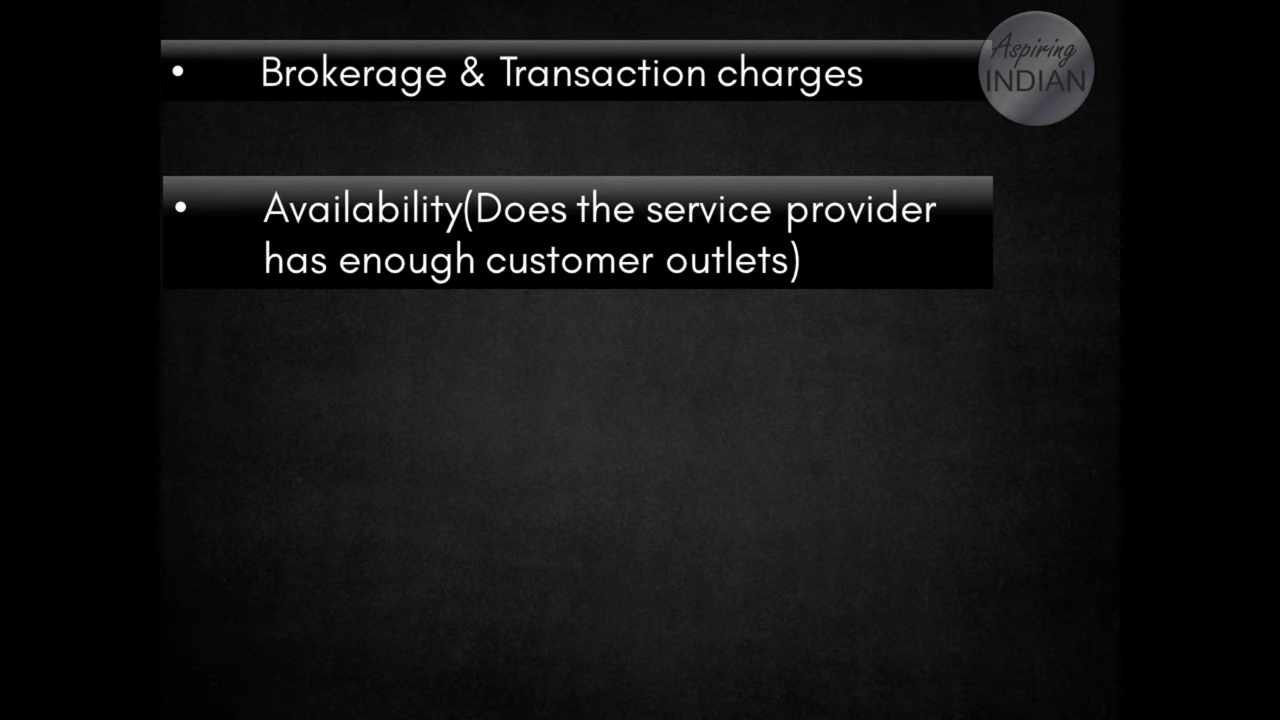 • Brokerage & Transaction charges
Aspiring
INDIAN
• Availability(Does the service provider
has enough customer outlets)